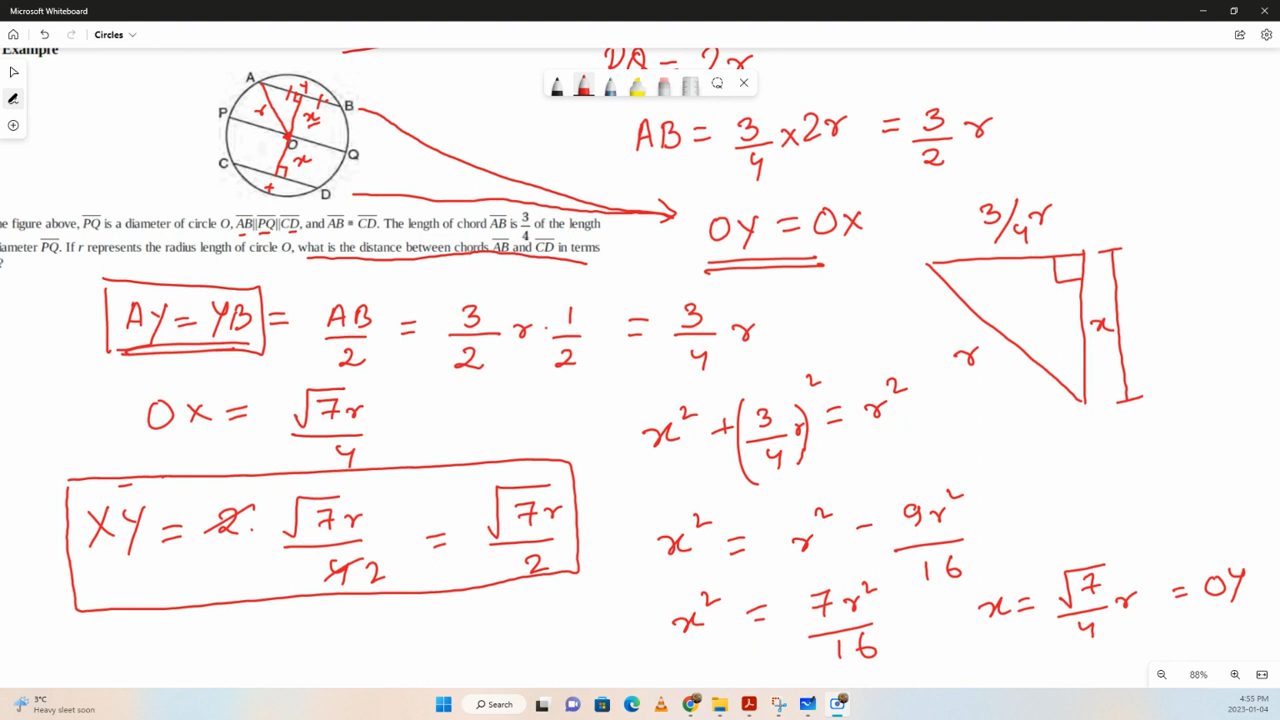 Microsoft Whiteboard
Circles
Example
A
B
P
Q
C
D
O
r
x
x
Y
he figure above, PQ is a diameter of circle O, AB||PQ||CD, and AB ≅ CD. The length of chord AB is 3/4 of the length
diameter PQ. If r represents the radius length of circle O, what is the distance between chords AB and CD in terms
?
AB = 3/4 × 2r = 3/2 r
OY = OX
3/4 r
AY = YB = AB/2 = 3/2 r · 1/2 = 3/4 r
x
r
OX = √7r/4
x² + (3/4 r)² = r²
XY = 2 · √7r/4 2 = √7r/2
x² = r² - 9r²/16
x² = 7r²/16
x = √7/4 r = OY
88%
3°C
Heavy sleet soon
Search
4:55 PM
2023-01-04